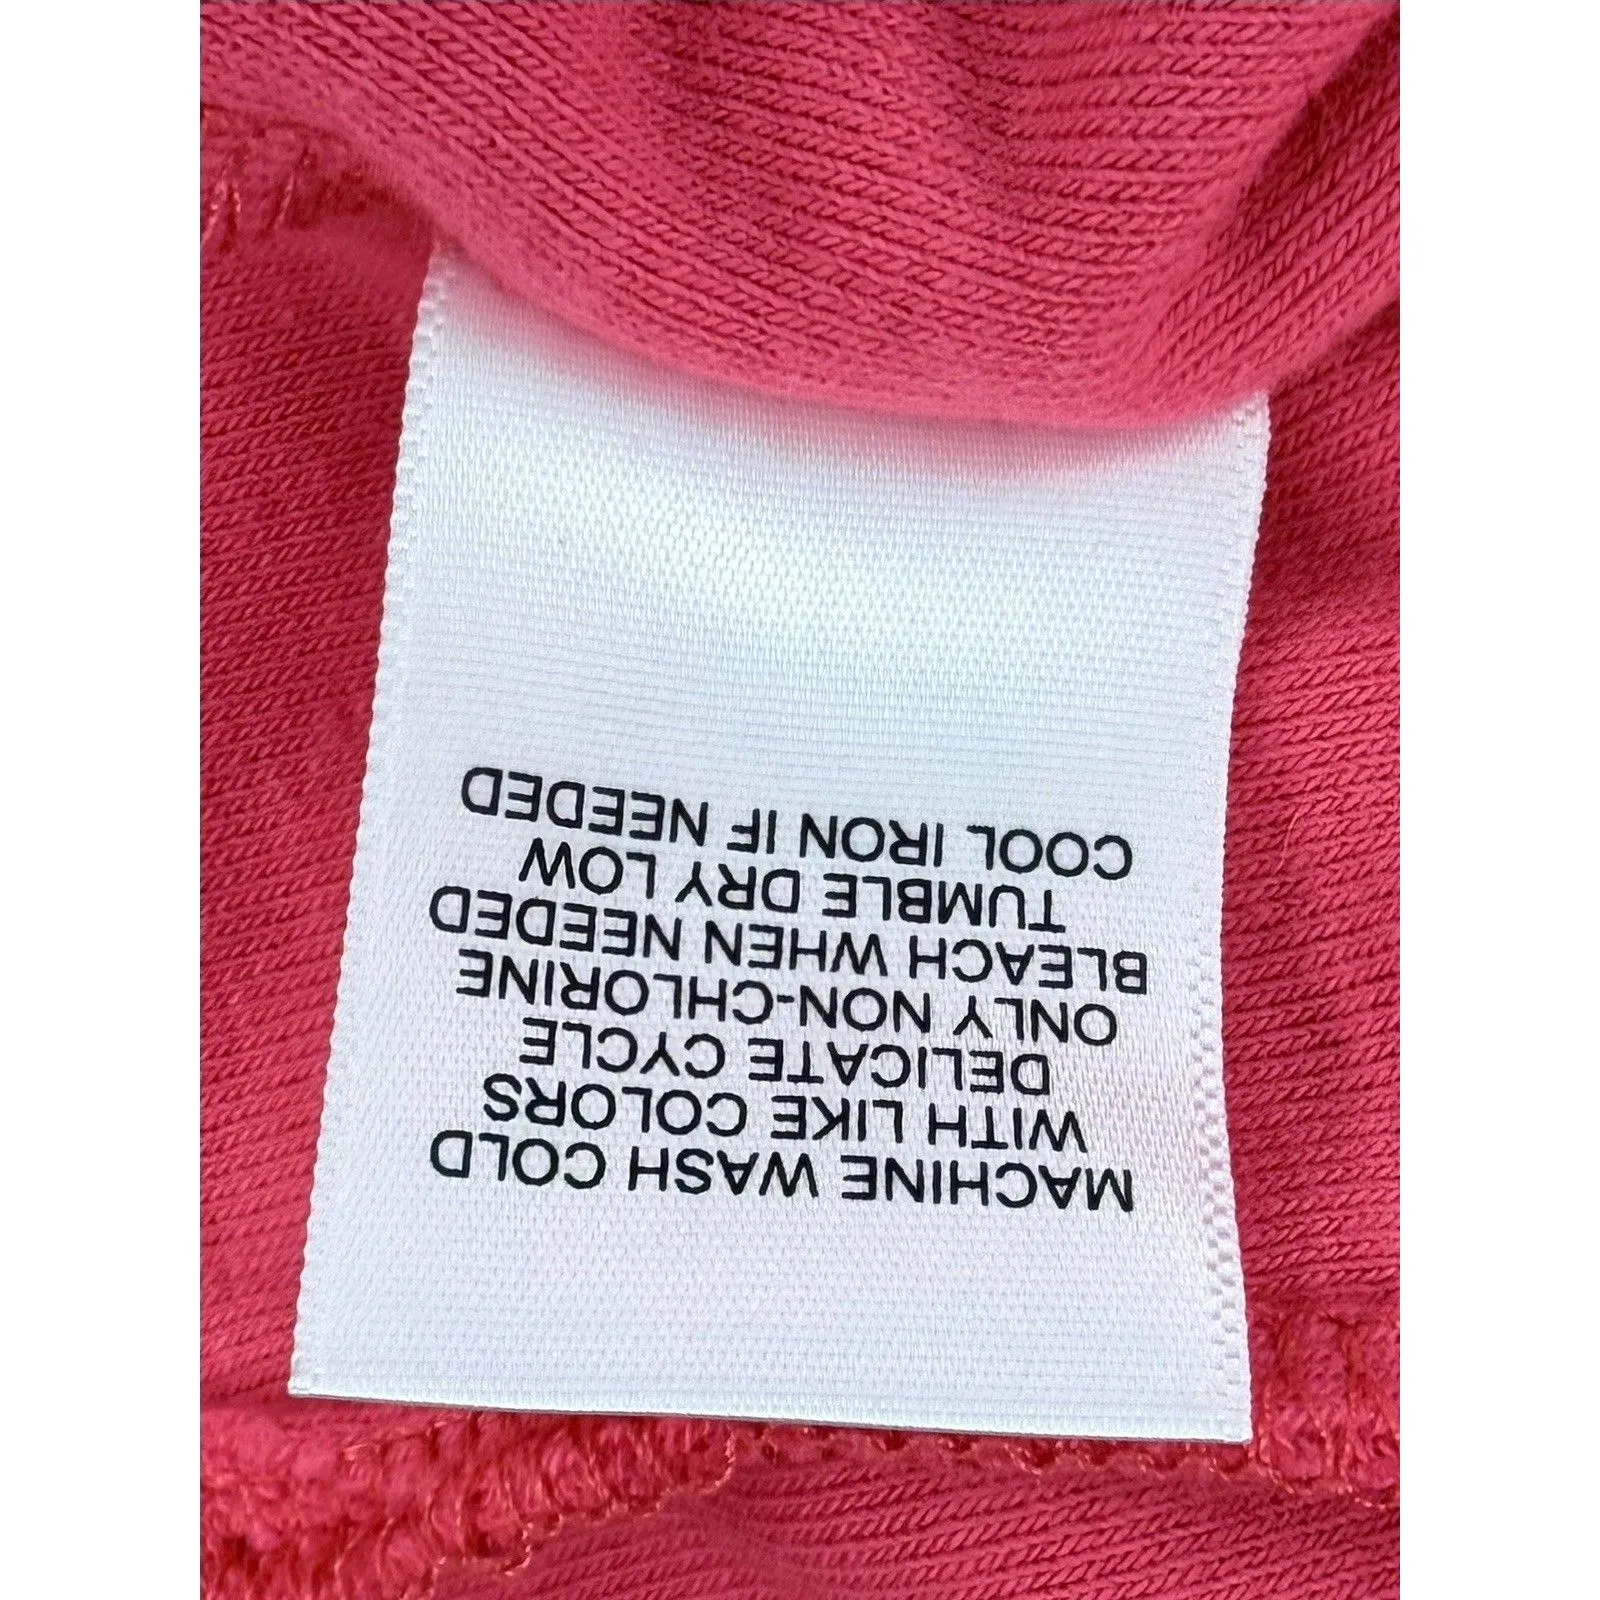 MACHINE WASH COLD
WITH LIKE COLORS
DELICATE CYCLE
ONLY NON-CHLORINE
BLEACH WHEN NEEDED
TUMBLE DRY LOW
COOL IRON IF NEEDED